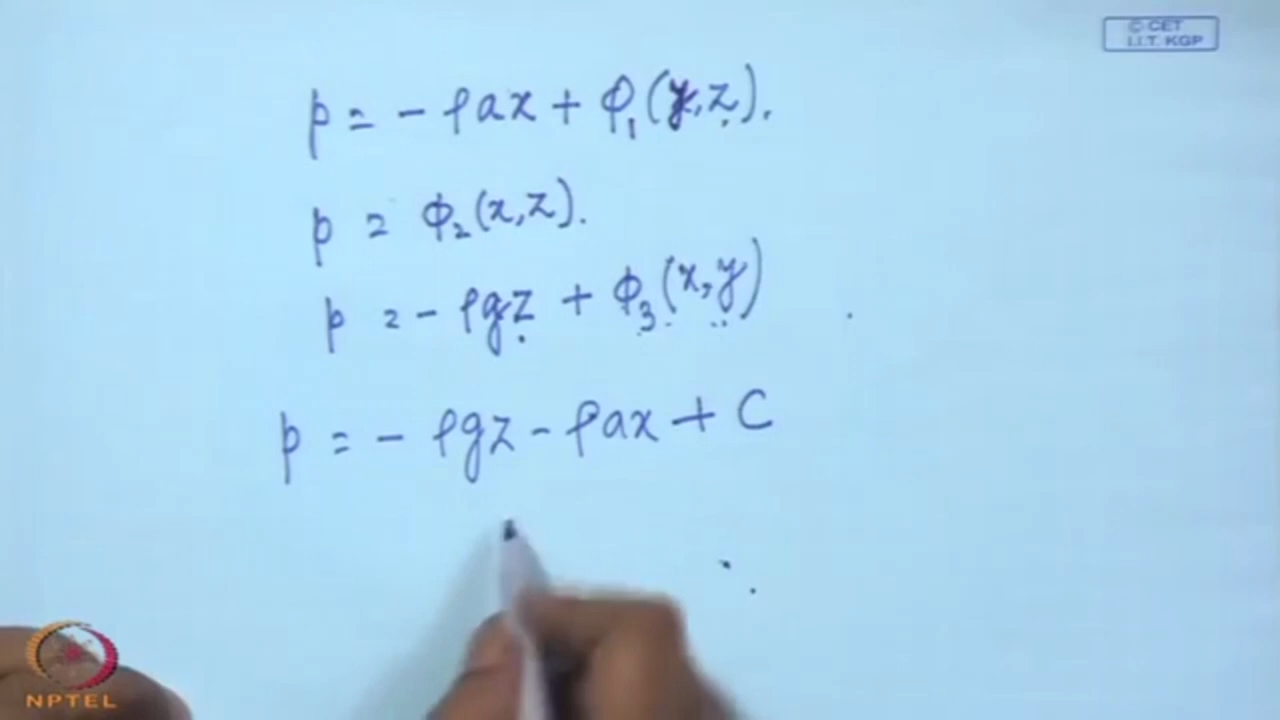 © CET
I.I.T. KGP
p = - ρax + φ₁(y,z).
p = φ₂(x,z).
p = - ρgz + φ₃(x,y)
p = - ρgz - ρax + C
NPTEL